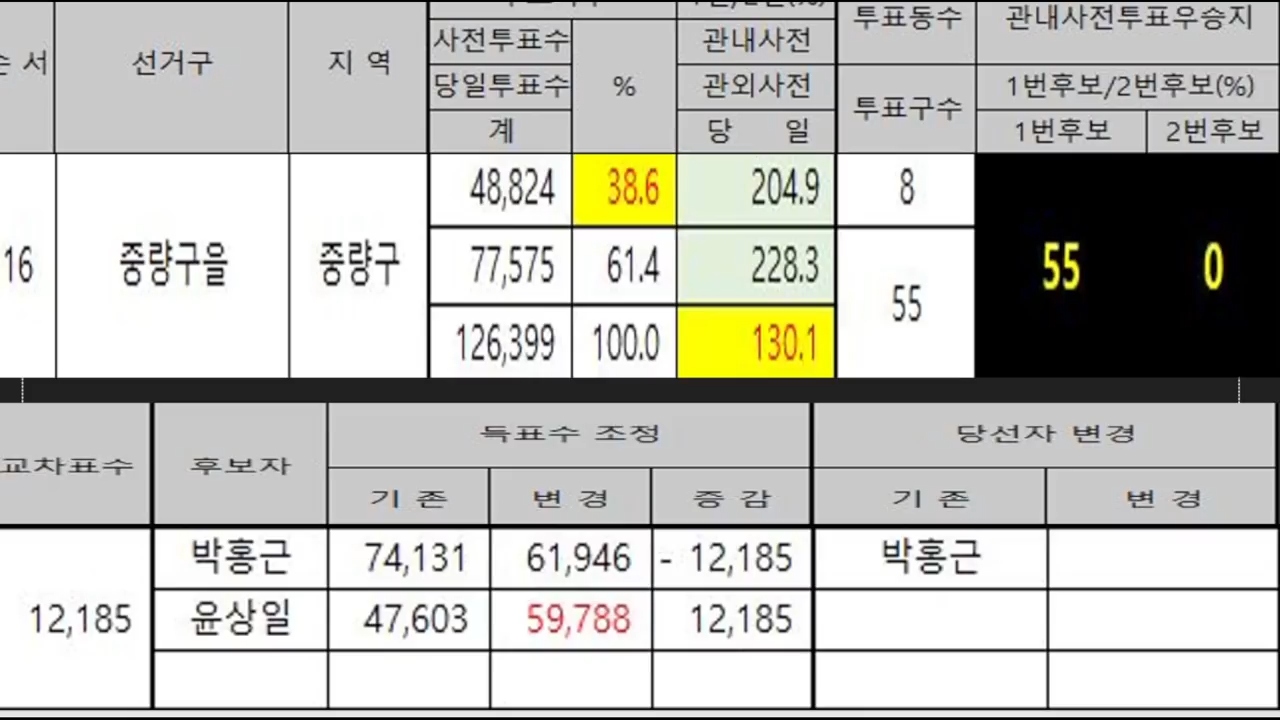 투표동수 관내사전투표우승지
순 서 선거구 지 역 사전투표수 % 관내사전
당일투표수 관외사전 투표구수 1번후보/2번후보(%)
계 당 일 1번후보 2번후보
16 중랑구을 중랑구 48,824 38.6 204.9 8 55 0
77,575 61.4 228.3 55
126,399 100.0 130.1
교차표수 후보자 득표수 조정 당선자 변경
기 존 변 경 증 감 기 존 변 경
12,185 박홍근 74,131 61,946 - 12,185 박홍근
윤상일 47,603 59,788 12,185